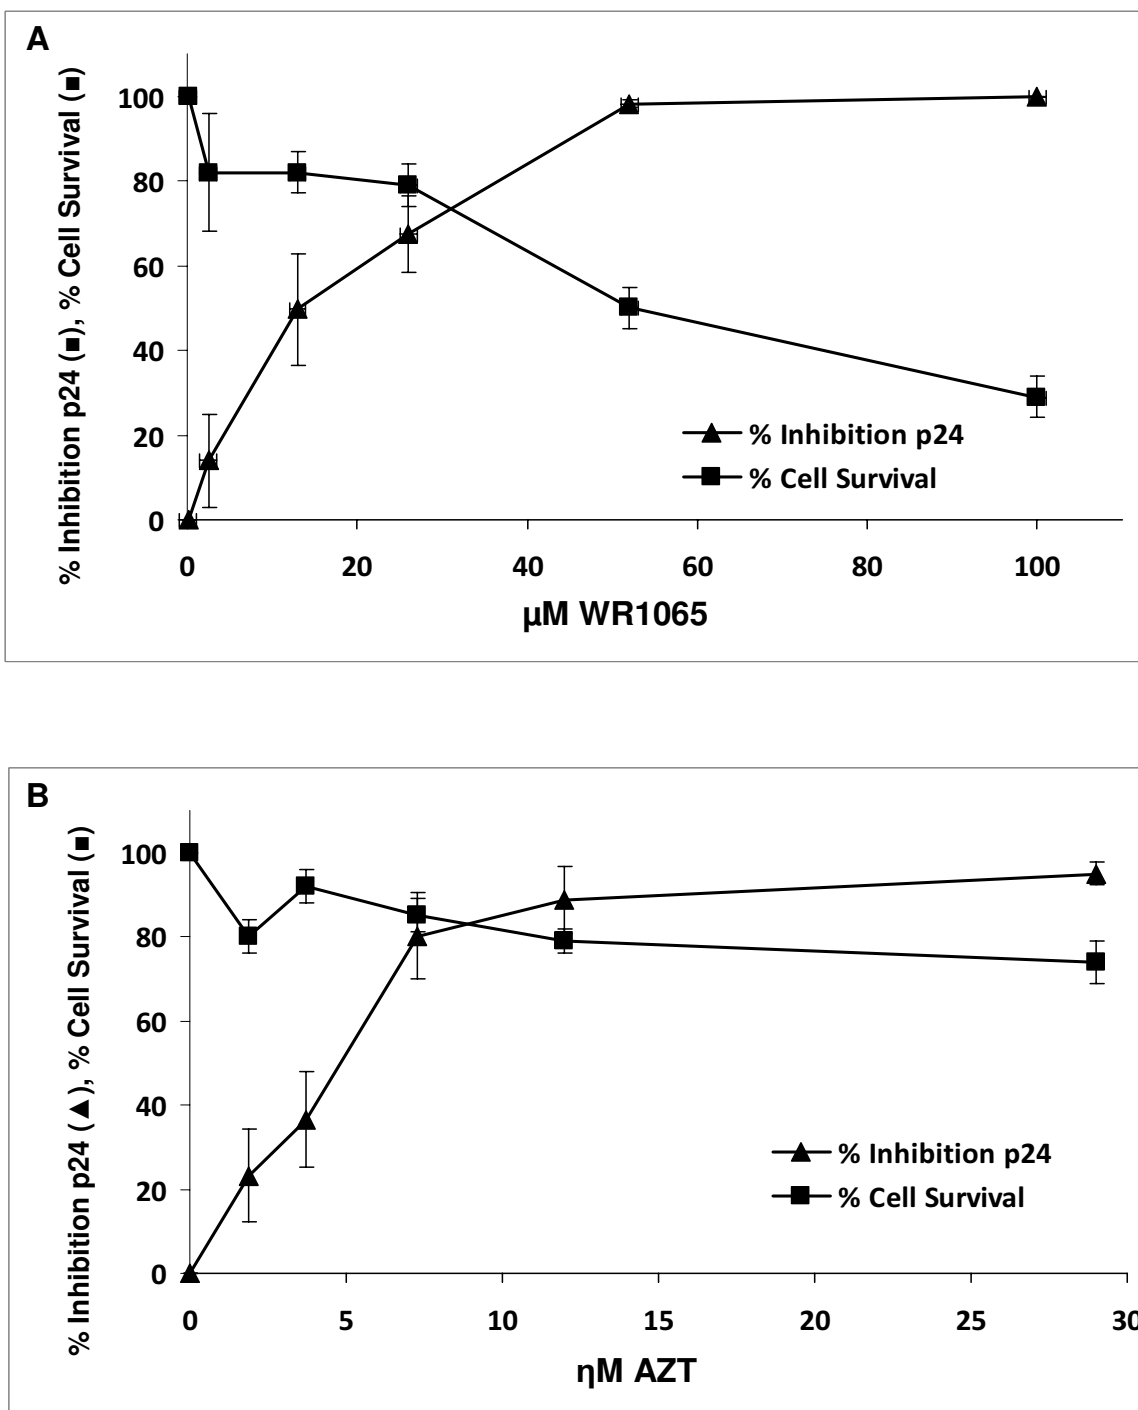 A
% Inhibition p24 (■), % Cell Survival (■)
100
80
60
40
20
0
% Inhibition p24
% Cell Survival
0 20 40 60 80 100
µM WR1065
B
% Inhibition p24 (▲), % Cell Survival (■)
100
80
60
40
20
0
% Inhibition p24
% Cell Survival
0 5 10 15 20 25 30
ηM AZT